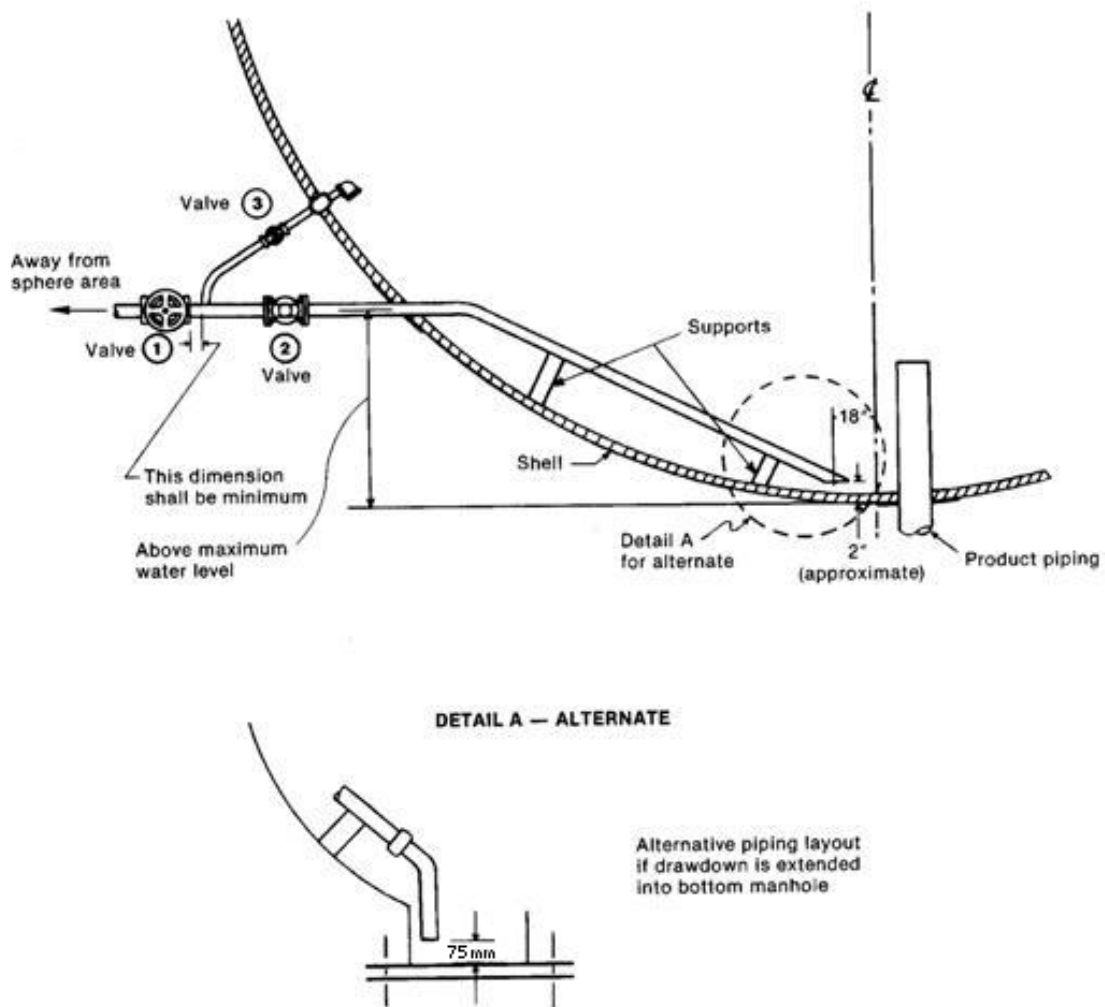 ℄
Valve 3
Away from
sphere area
Valve 1
2
Valve
Supports
18"
Shell
This dimension
shall be minimum
Above maximum
water level
Detail A
for alternate
2"
(approximate)
Product piping
DETAIL A — ALTERNATE
Alternative piping layout
if drawdown is extended
into bottom manhole
75 mm